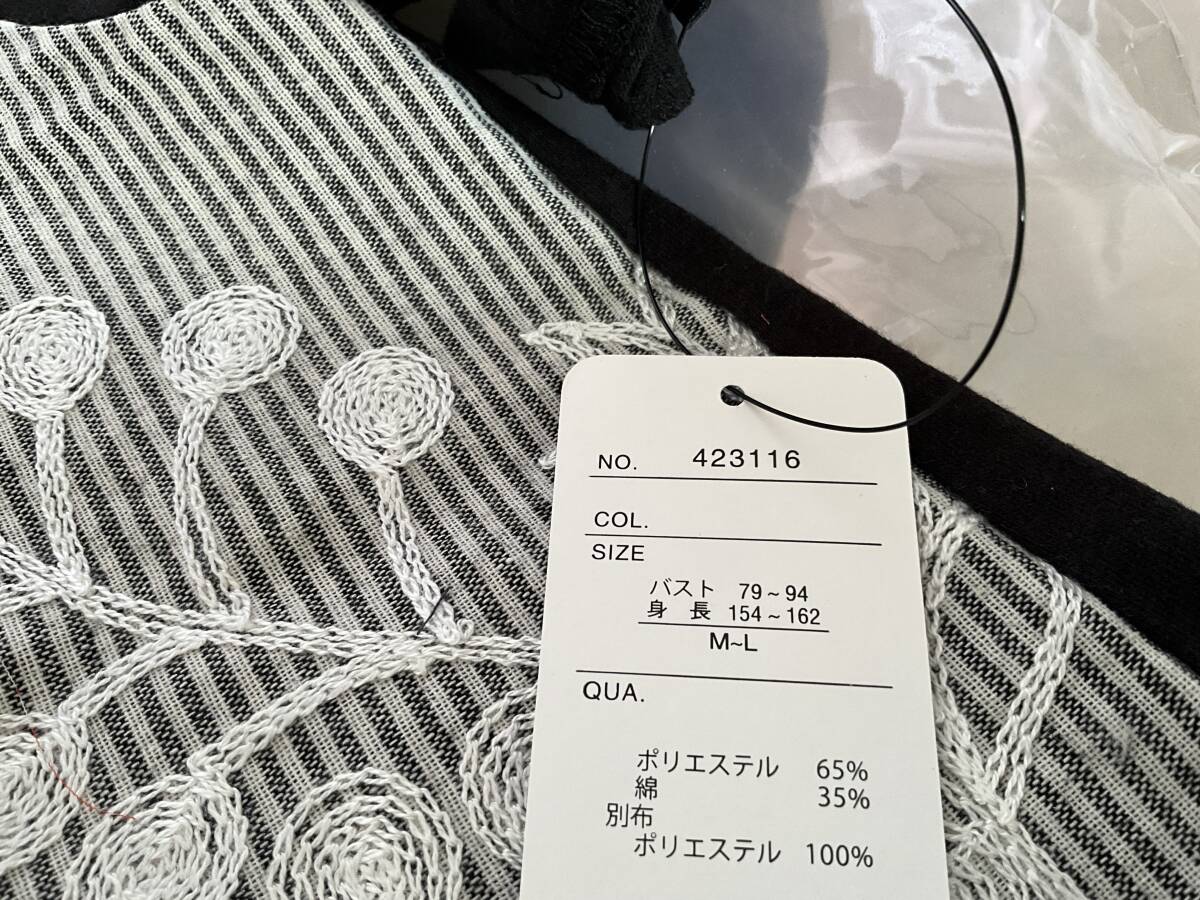 NO. 423116
COL.
SIZE
バスト 79~94
身長 154~162
M~L
QUA.
ポリエステル 65%
綿 35%
別布
ポリエステル 100%